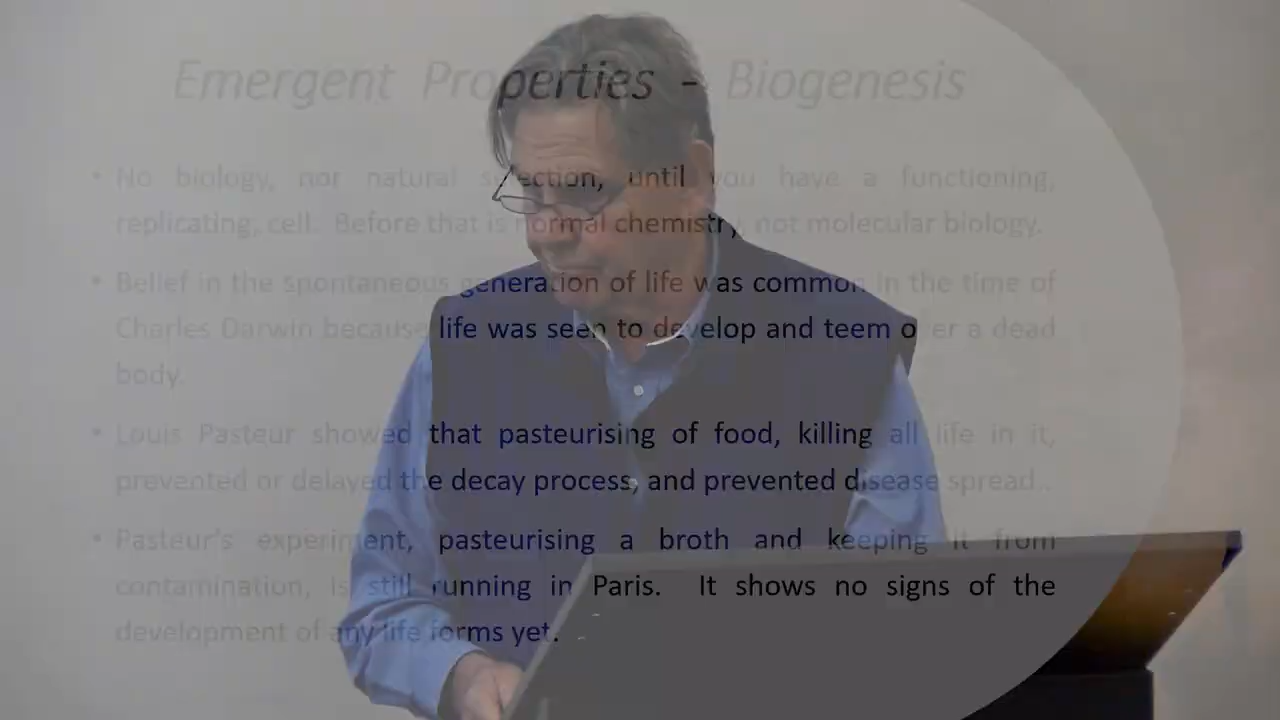 Emergent Properties - Biogenesis
• No biology, nor natural selection, until you have a functioning,
replicating, cell. Before that is normal chemistry, not molecular biology.
• Belief in the spontaneous generation of life was common in the time of
Charles Darwin because life was seen to develop and teem over a dead
body.
• Louis Pasteur showed that pasteurising of food, killing all life in it,
prevented or delayed the decay process, and prevented disease spread..
• Pasteur's experiment, pasteurising a broth and keeping it from
contamination, is still running in Paris. It shows no signs of the
development of any life forms yet.